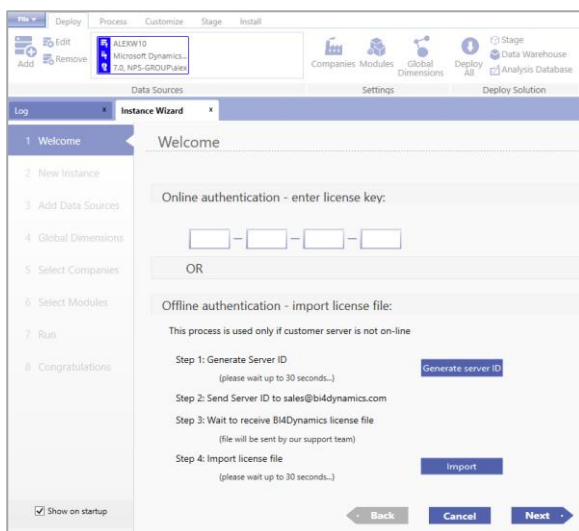 File
Deploy
Process
Customize
Stage
Install
Add
Edit
Remove
ALEXW10
Microsoft Dynamics...
7.0, NPS-GROUP\alex
Data Sources
Companies
Modules
Global Dimensions
Settings
Deploy All
Stage
Data Warehouse
Analysis Database
Deploy Solution
Log x
Instance Wizard x
1 Welcome
2 New Instance
3 Add Data Sources
4 Global Dimensions
5 Select Companies
6 Select Modules
7 Run
8 Congratulations
Show on startup
Welcome
Online authentication - enter license key:
– – –
OR
Offline authentication - import license file:
This process is used only if customer server is not on-line
Step 1: Generate Server ID
(please wait up to 30 seconds...)
Generate server ID
Step 2: Send Server ID to sales@bi4dynamics.com
Step 3: Wait to receive BI4Dynamics license file
(file will be sent by our support team)
Step 4: Import license file
(please wait up to 30 seconds...)
Import
Back
Cancel
Next